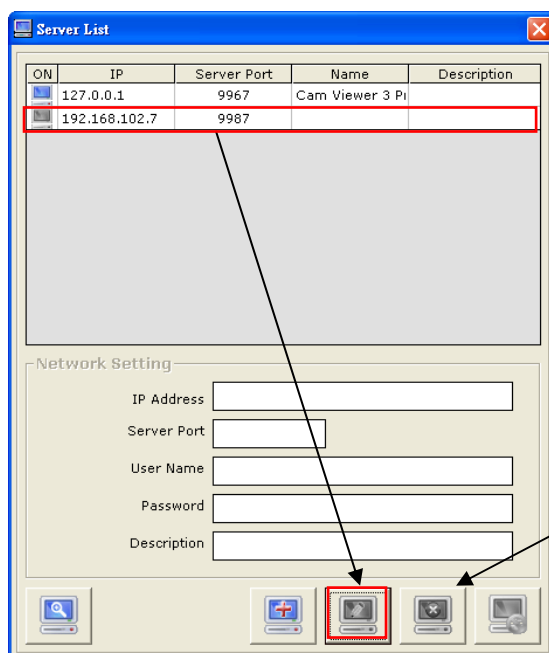 Server List
ON IP Server Port Name Description
127.0.0.1 9967 Cam Viewer 3 Pr
192.168.102.7 9987
Network Setting
IP Address
Server Port
User Name
Password
Description